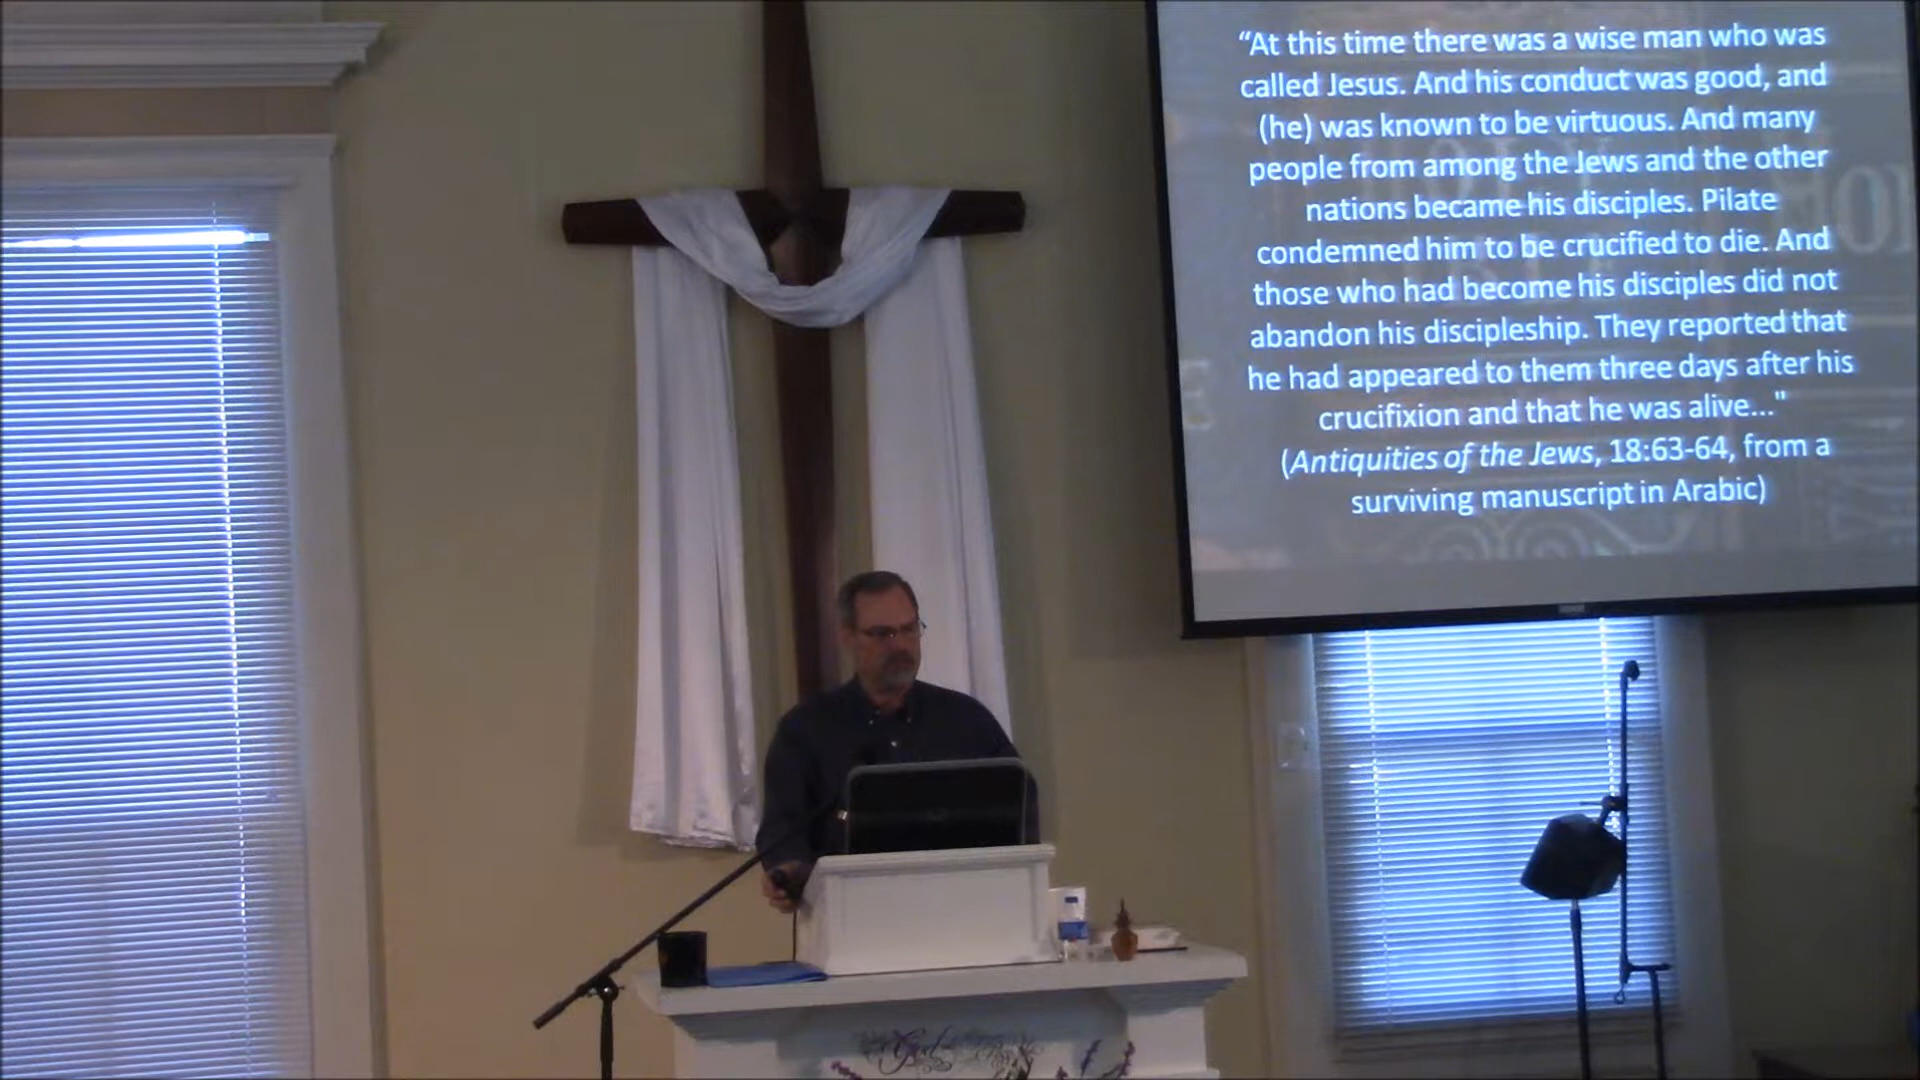 “At this time there was a wise man who was
called Jesus. And his conduct was good, and
(he) was known to be virtuous. And many
people from among the Jews and the other
nations became his disciples. Pilate
condemned him to be crucified to die. And
those who had become his disciples did not
abandon his discipleship. They reported that
he had appeared to them three days after his
crucifixion and that he was alive..."
(Antiquities of the Jews, 18:63-64, from a
surviving manuscript in Arabic)
God